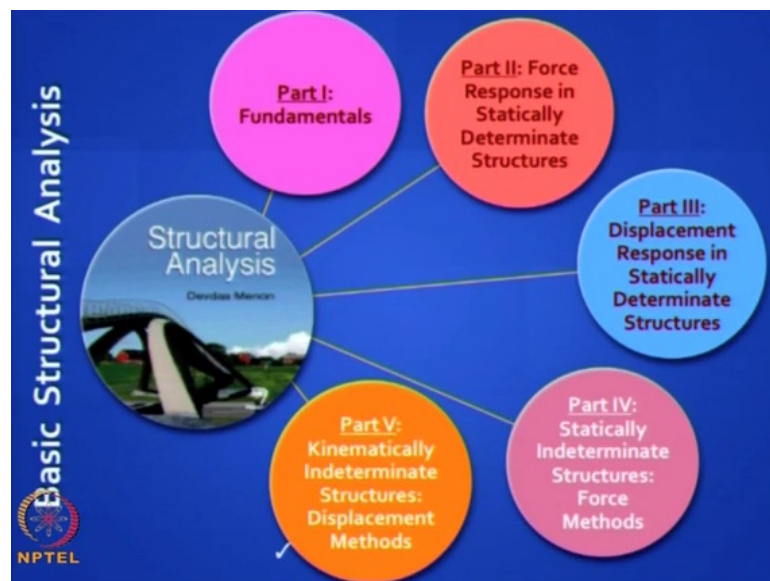 Basic Structural Analysis
Part I:
Fundamentals
Part II: Force
Response in
Statically
Determinate
Structures
Part III:
Displacement
Response in
Statically
Determinate
Structures
Structural
Analysis
Devdas Menon
Part IV:
Statically
Indeterminate
Structures:
Force
Methods
Part V:
Kinematically
Indeterminate
Structures:
Displacement
Methods
✓
NPTEL